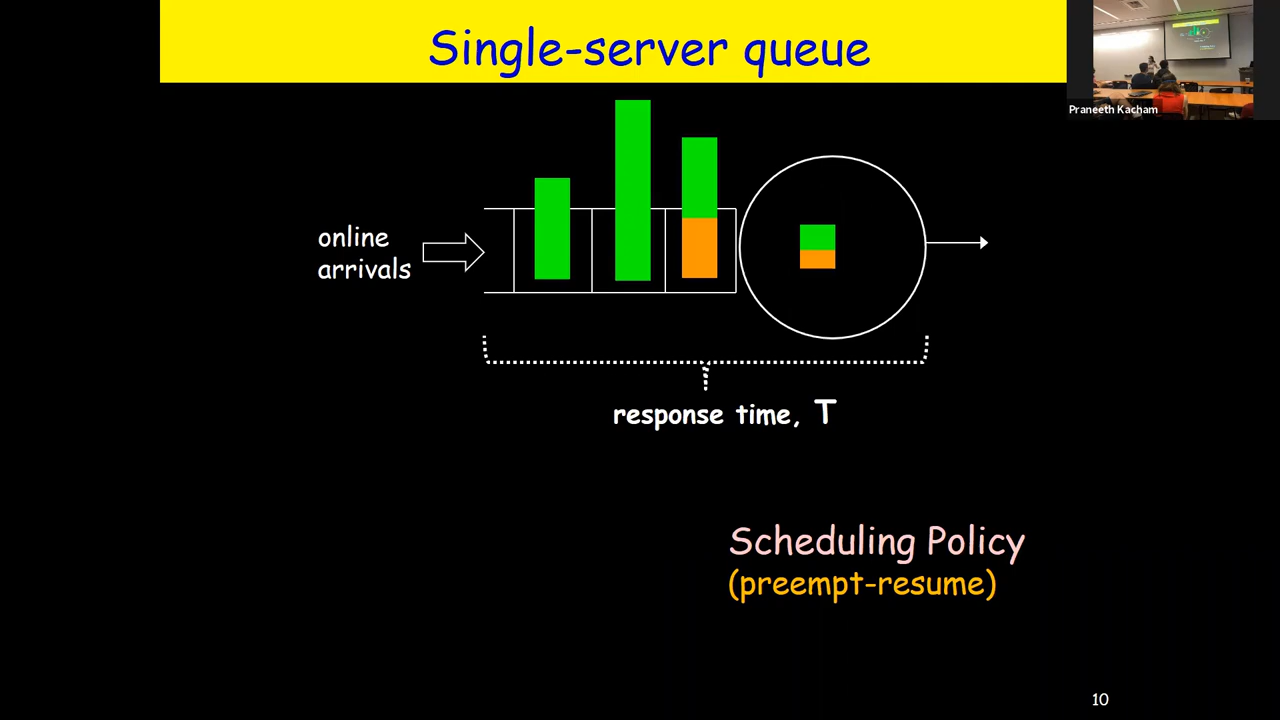 Single-server queue
Praneeth Kacham
online
arrivals
response time, T
Scheduling Policy
(preempt-resume)
10